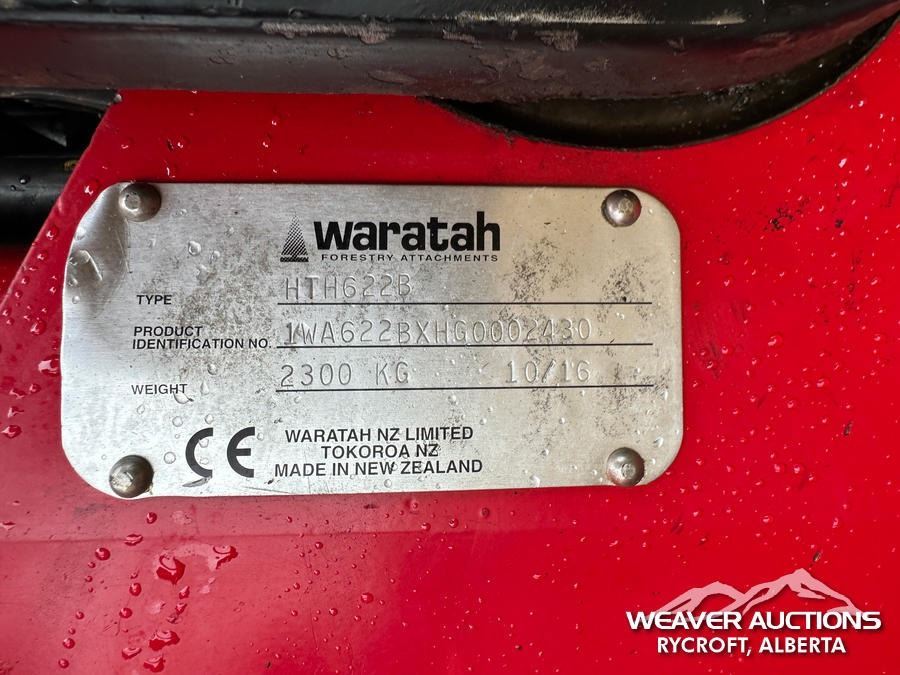 waratah
FORESTRY ATTACHMENTS
TYPE HTH622B
PRODUCT
IDENTIFICATION NO. 1WA622BXHG0002430
WEIGHT 2300 KG 10/16
CE
WARATAH NZ LIMITED
TOKOROA NZ
MADE IN NEW ZEALAND
WEAVER AUCTIONS
RYCROFT, ALBERTA